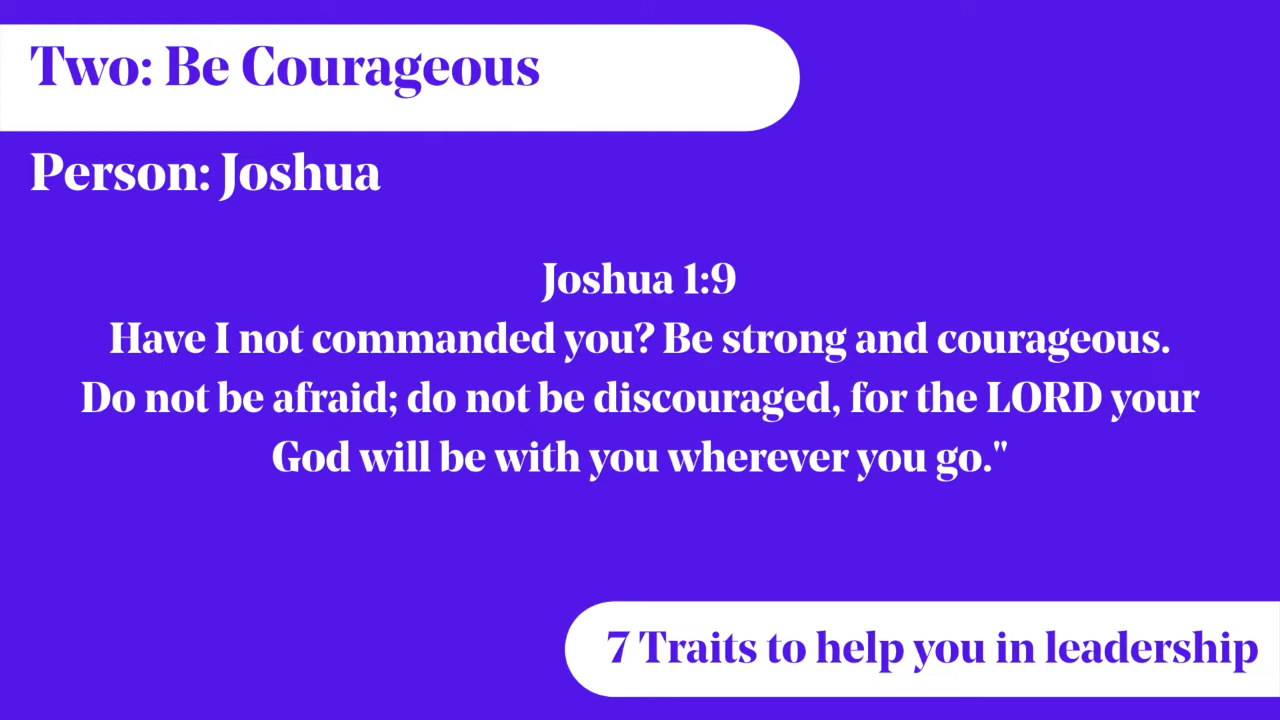 Two: Be Courageous
Person: Joshua
Joshua 1:9
Have I not commanded you? Be strong and courageous.
Do not be afraid; do not be discouraged, for the LORD your
God will be with you wherever you go."
7 Traits to help you in leadership